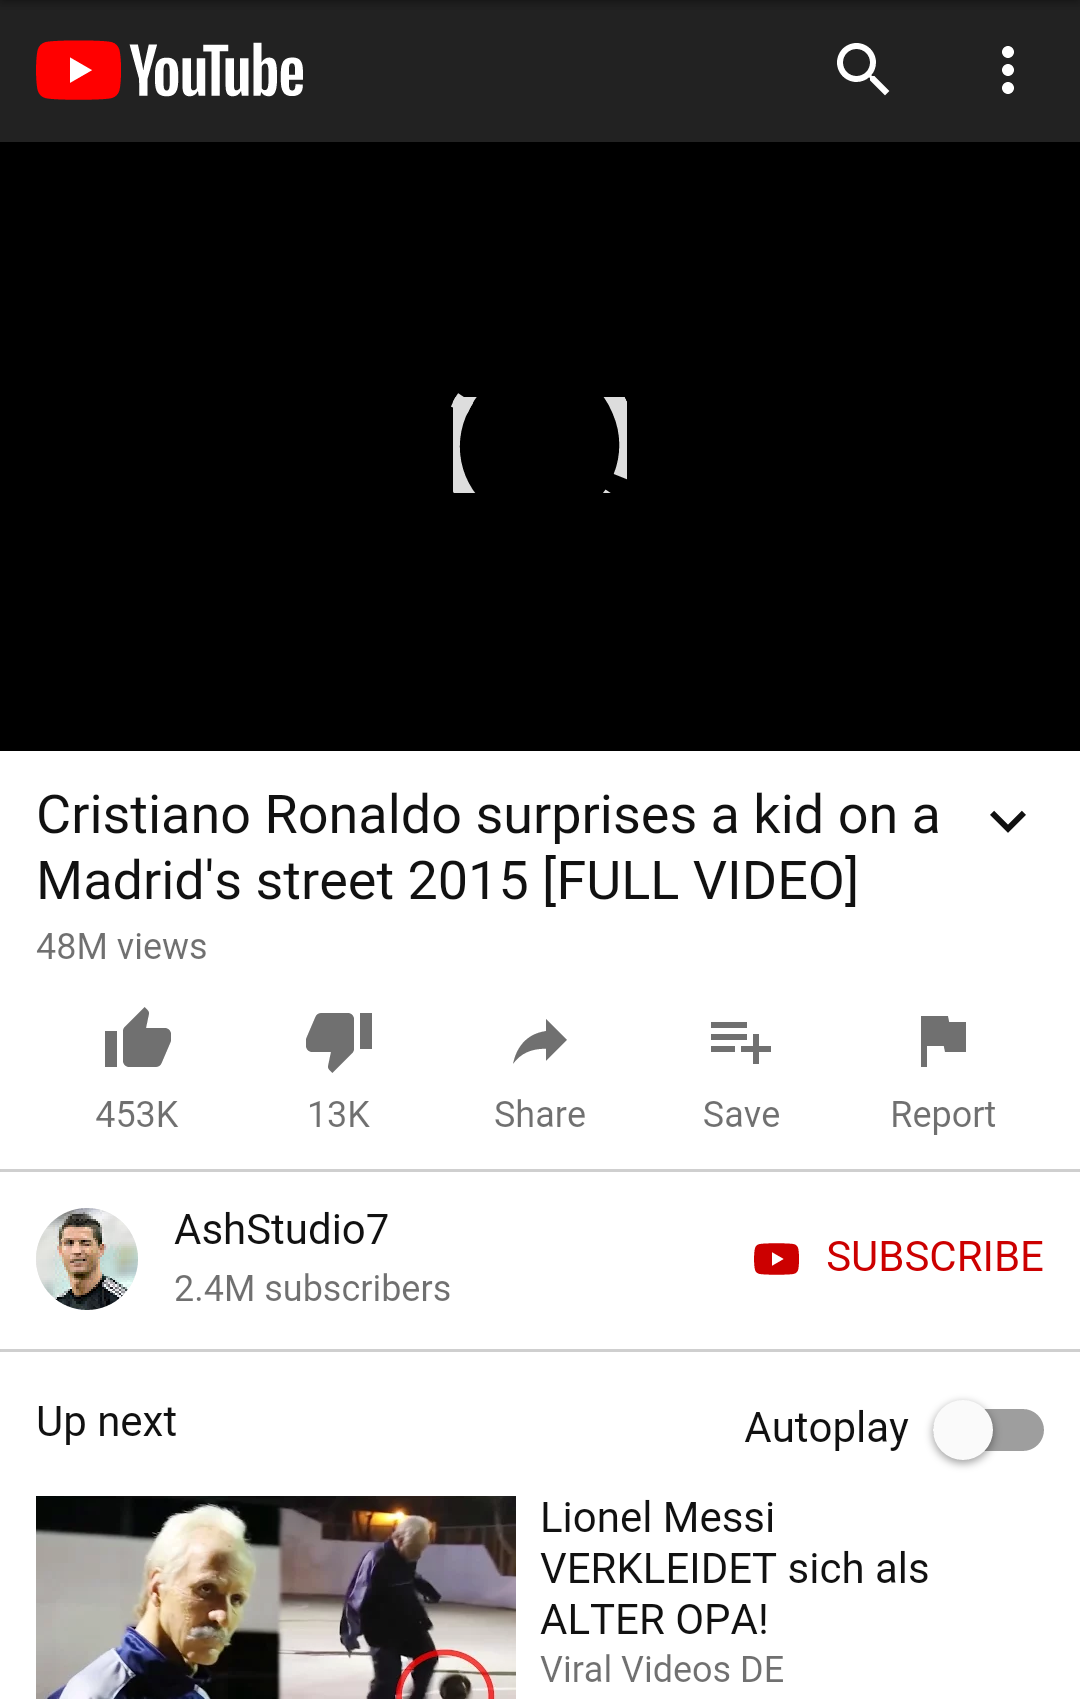 YouTube
Cristiano Ronaldo surprises a kid on a
Madrid's street 2015 [FULL VIDEO]
48M views
453K
13K
Share
Save
Report
AshStudio7
2.4M subscribers
SUBSCRIBE
Up next
Autoplay
Lionel Messi
VERKLEIDET sich als
ALTER OPA!
Viral Videos DE